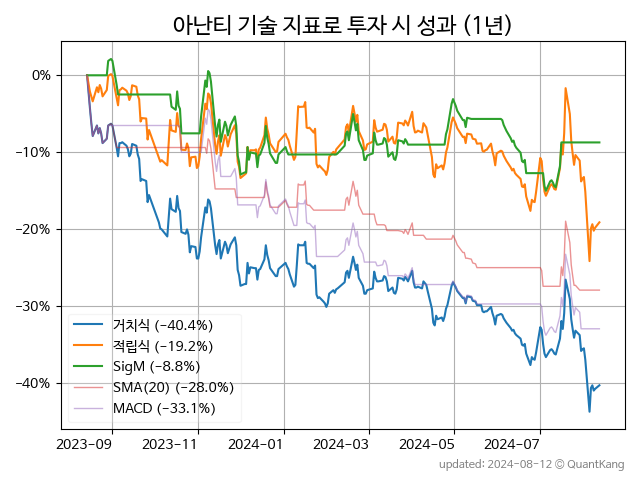 아난티 기술 지표로 투자 시 성과 (1년)
0%
−10%
−20%
−30%
−40%
거치식 (−40.4%)
적립식 (−19.2%)
SigM (−8.8%)
SMA(20) (−28.0%)
MACD (−33.1%)
2023-09 2023-11 2024-01 2024-03 2024-05 2024-07
updated: 2024-08-12 © QuantKang